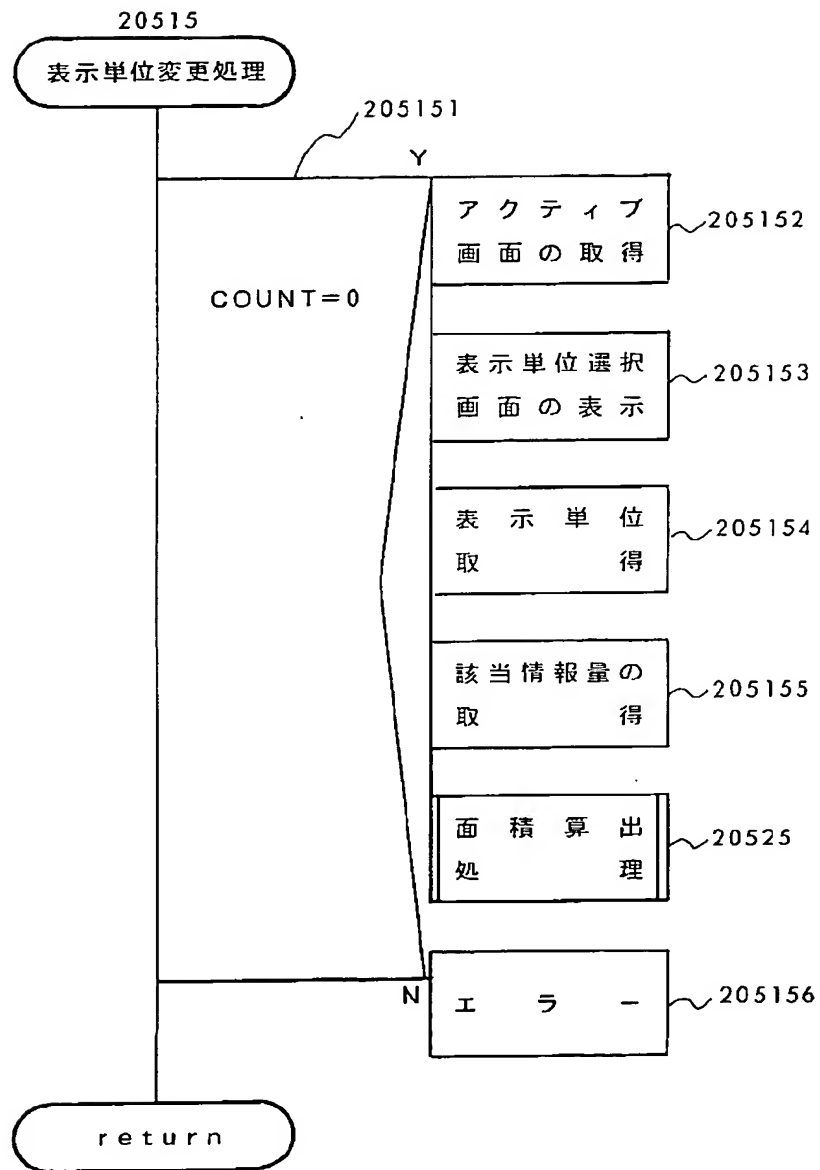 20515
表示単位変更処理
205151
Y
COUNT=0
アクティブ
画面の取得
205152
表示単位選択
画面の表示
205153
表示単位
取得
205154
該当情報量の
取得
205155
面積算出
処理
20525
N
エラー
205156
return